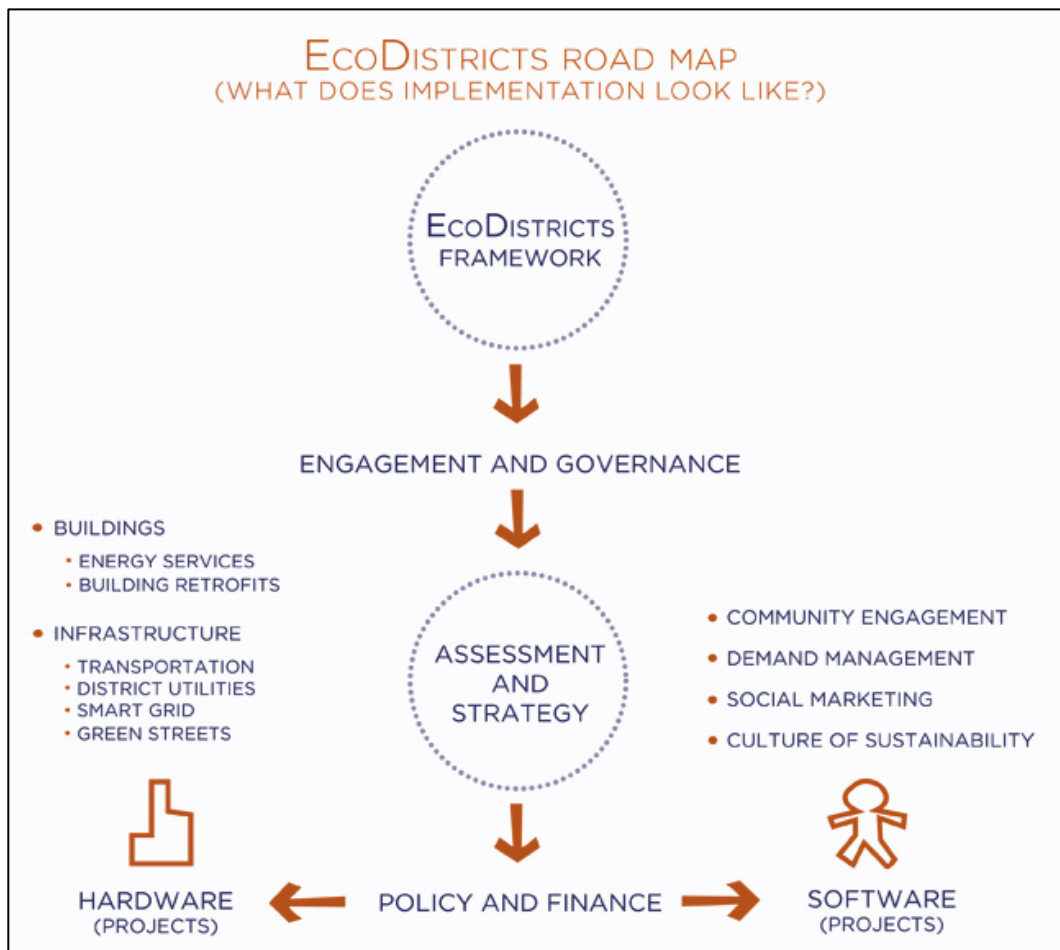 ECODISTRICTS ROAD MAP
(WHAT DOES IMPLEMENTATION LOOK LIKE?)
ECODISTRICTS
FRAMEWORK
ENGAGEMENT AND GOVERNANCE
• BUILDINGS
• ENERGY SERVICES
• BUILDING RETROFITS
• INFRASTRUCTURE
• TRANSPORTATION
• DISTRICT UTILITIES
• SMART GRID
• GREEN STREETS
ASSESSMENT
AND
STRATEGY
• COMMUNITY ENGAGEMENT
• DEMAND MANAGEMENT
• SOCIAL MARKETING
• CULTURE OF SUSTAINABILITY
HARDWARE
(PROJECTS)
POLICY AND FINANCE
SOFTWARE
(PROJECTS)